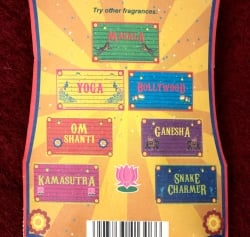 Try other fragrances:
MASALA
YOGA
BOLLYWOOD
OM
SHANTI
GANESHA
KAMASUTRA
SNAKE
CHARMER